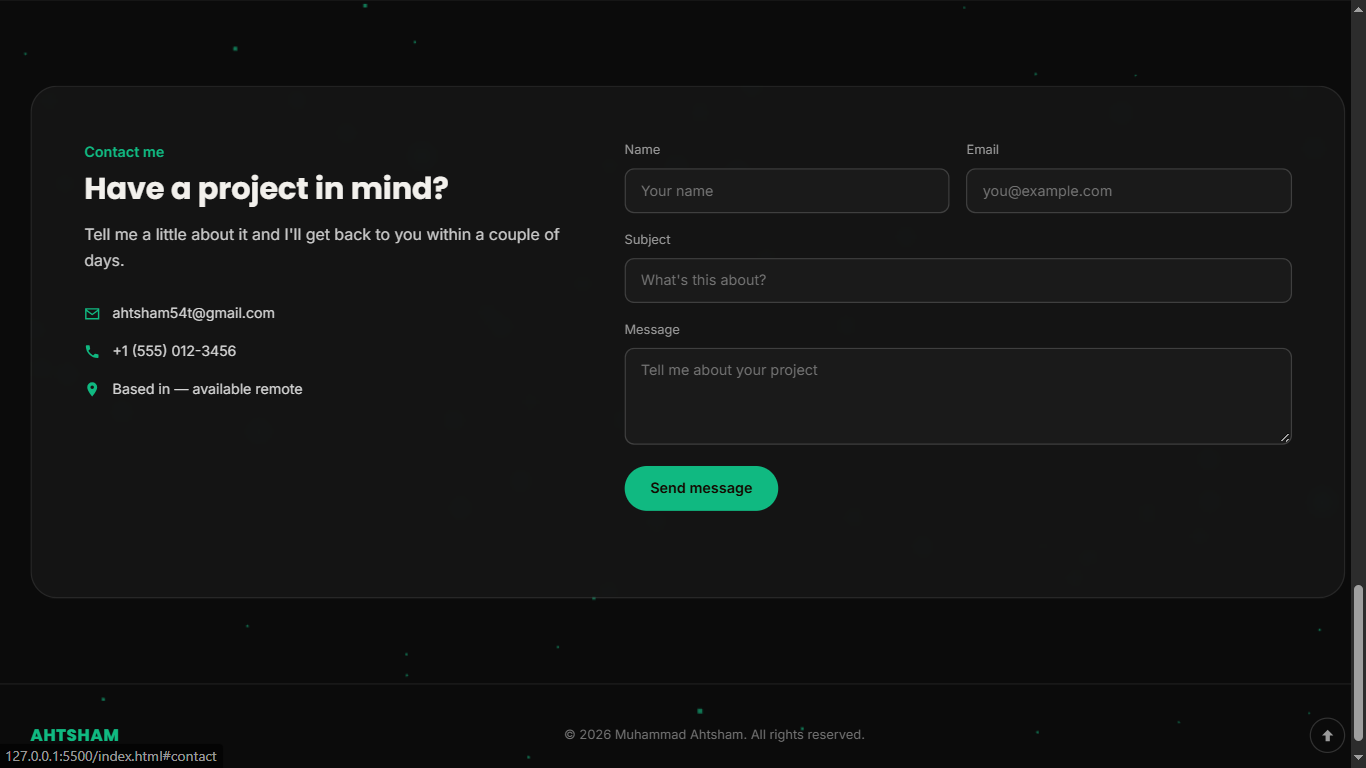 Contact me
Have a project in mind?
Tell me a little about it and I'll get back to you within a couple of
days.
ahtsham54t@gmail.com
+1 (555) 012-3456
Based in — available remote
Name
Email
Your name
you@example.com
Subject
What's this about?
Message
Tell me about your project
Send message
AHTSHAM
© 2026 Muhammad Ahtsham. All rights reserved.
127.0.0.1:5500/index.html#contact